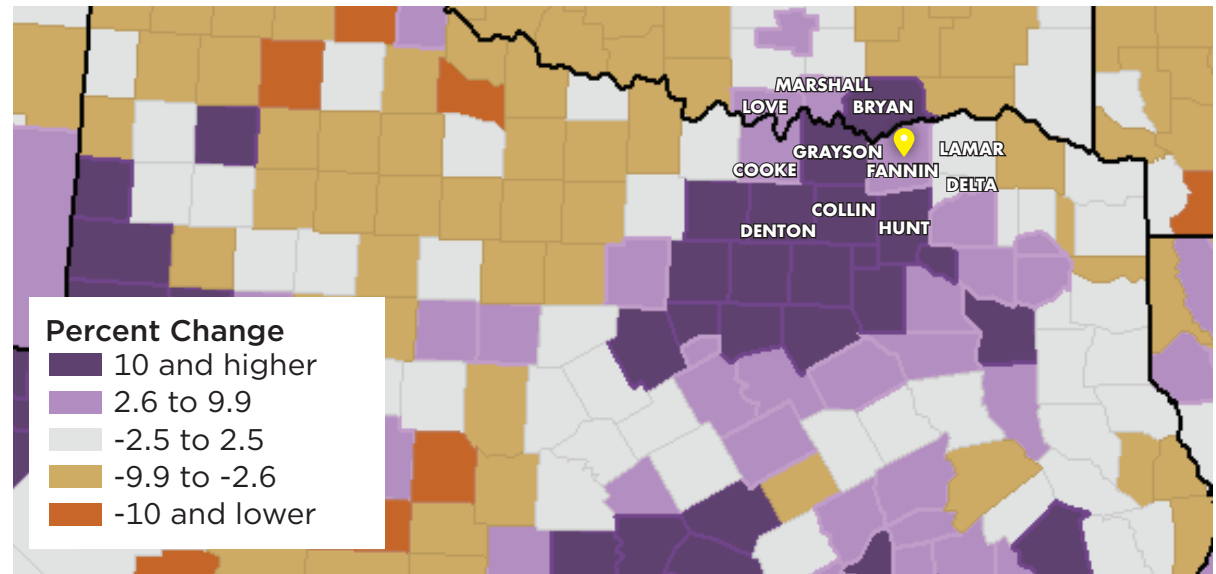 MARSHALL
LOVE
BRYAN
GRAYSON
LAMAR
COOKE
FANNIN
DELTA
COLLIN
DENTON
HUNT
Percent Change
10 and higher
2.6 to 9.9
-2.5 to 2.5
-9.9 to -2.6
-10 and lower